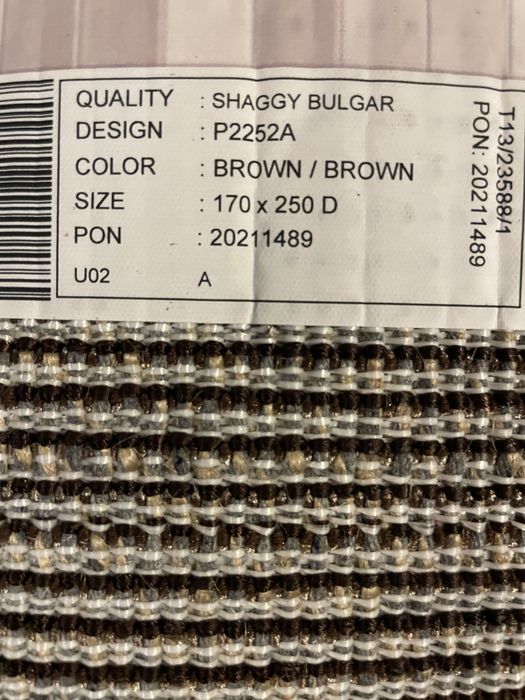 QUALITY : SHAGGY BULGAR
DESIGN : P2252A
COLOR : BROWN / BROWN
SIZE : 170 x 250 D
PON : 20211489
U02 A
T13/23588/1
PON: 20211489